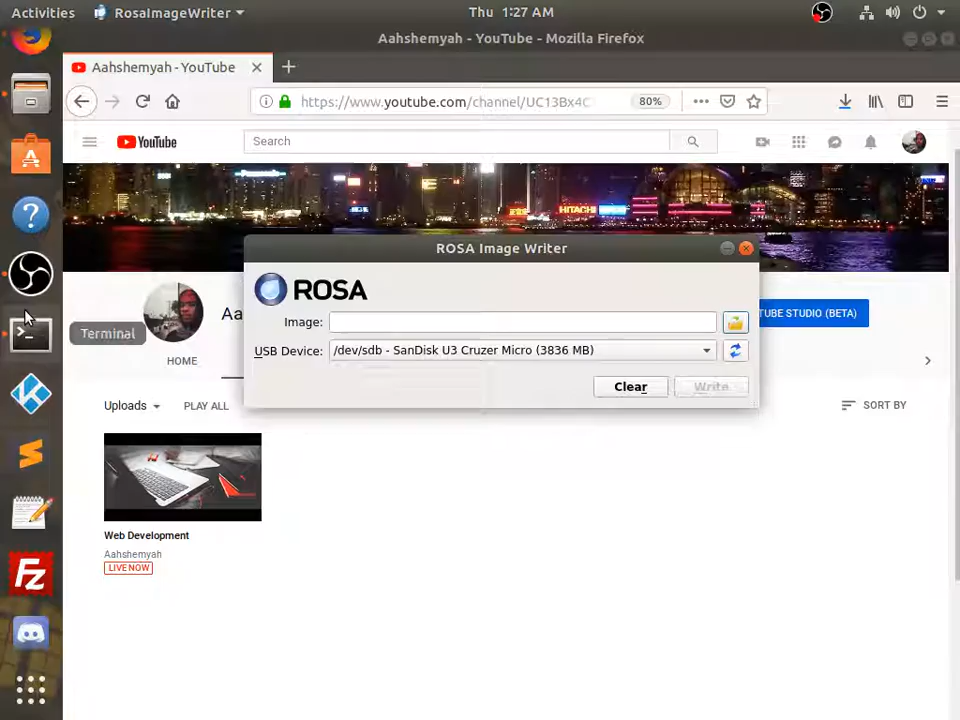 Activities
RosaImageWriter
Thu 1:27 AM
Aahshemyah - YouTube - Mozilla Firefox
Aahshemyah - YouTube
https://www.youtube.com/channel/UC13Bx4C
80%
YouTube
Search
Panasonic
HITACHI
ROSA Image Writer
ROSA
Image:
USB Device: /dev/sdb - SanDisk U3 Cruzer Micro (3836 MB)
Clear
Write
Terminal
Aa
TUBE STUDIO (BETA)
HOME
Uploads
PLAY ALL
SORT BY
Web Development
Aahshemyah
LIVE NOW